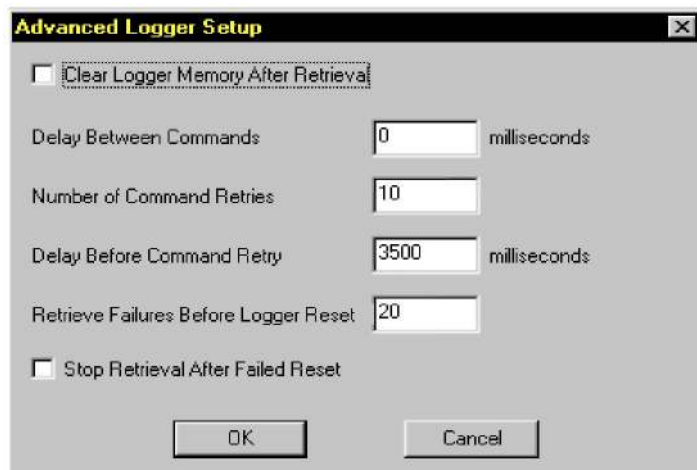 Advanced Logger Setup
Clear Logger Memory After Retrieval
Delay Between Commands 0 milliseconds
Number of Command Retries 10
Delay Before Command Retry 3500 milliseconds
Retrieve Failures Before Logger Reset 20
Stop Retrieval After Failed Reset
OK Cancel